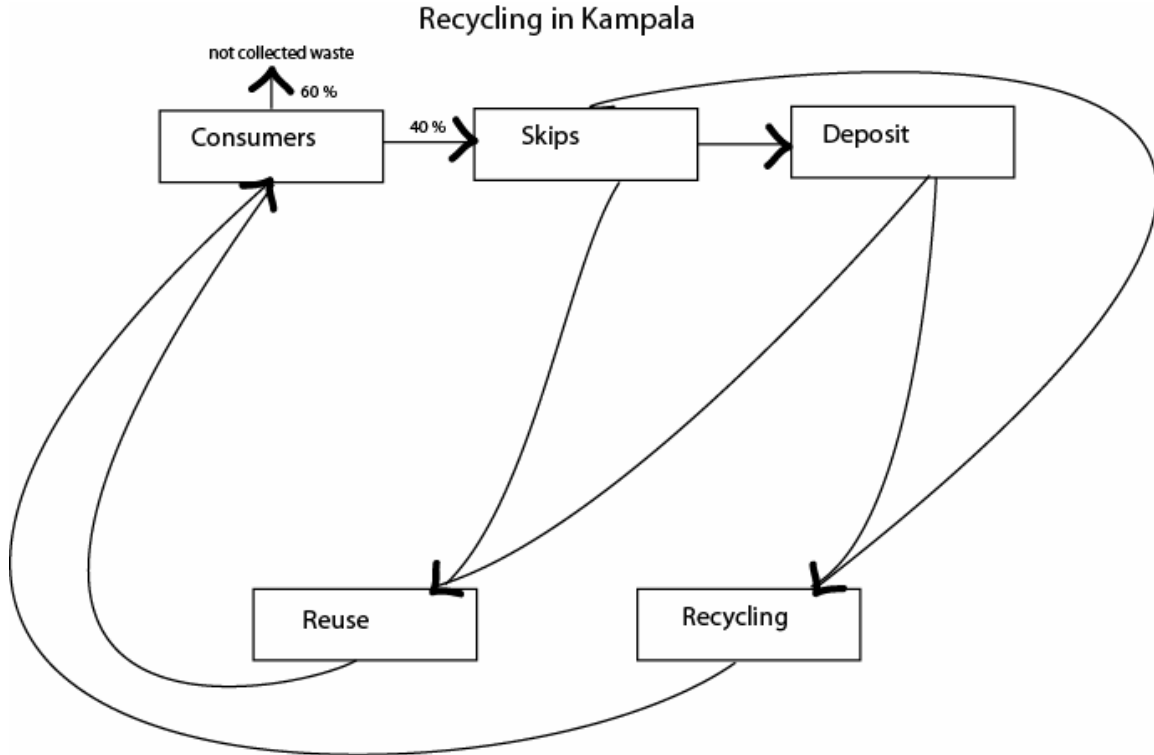 Recycling in Kampala
not collected waste
60 %
Consumers
40 %
Skips
Deposit
Reuse
Recycling